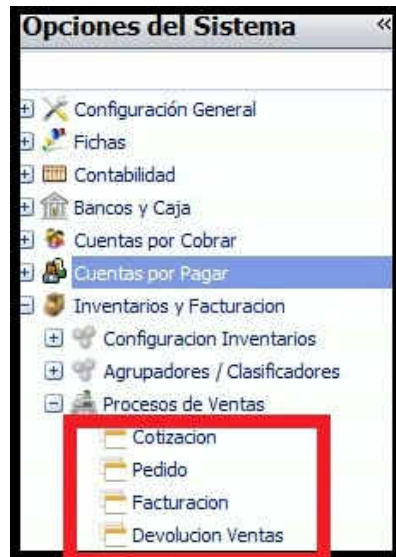 Opciones del Sistema «
Configuración General
Fichas
Contabilidad
Bancos y Caja
Cuentas por Cobrar
Cuentas por Pagar
Inventarios y Facturacion
Configuracion Inventarios
Agrupadores / Clasificadores
Procesos de Ventas
Cotizacion
Pedido
Facturacion
Devolucion Ventas